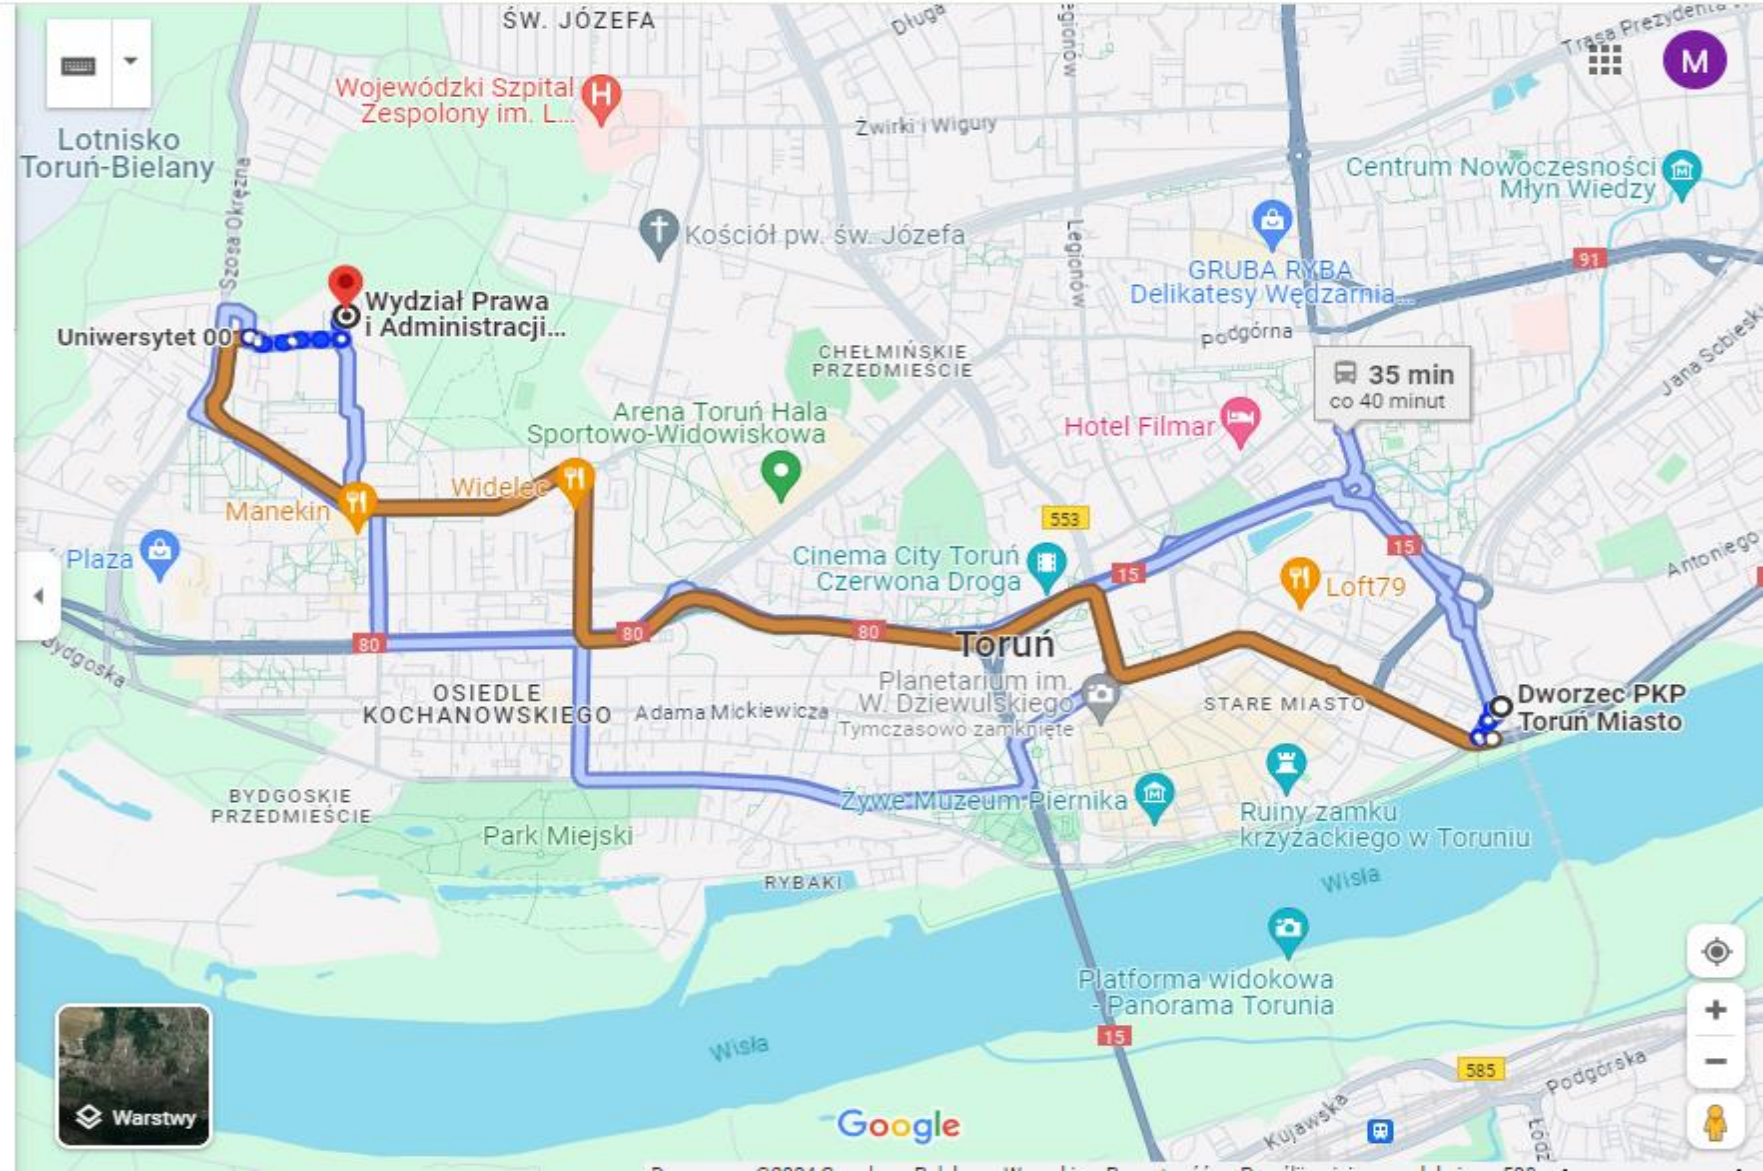 ŚW. JÓZEFA
Długa
egionów
Trasa Prezydenta
M
Wojewódzki Szpital
Zespolony im. L...
H
Żwirki i Wigury
Lotnisko
Toruń-Bielany
Centrum Nowoczesności
Młyn Wiedzy
Szosa Okrężna
Kościół pw. św. Józefa
Legionów
91
GRUBA RYBA
Delikatesy Wędzarnia...
Wydział Prawa
i Administracji...
Uniwersytet 00
Podgórna
CHEŁMIŃSKIE
PRZEDMIEŚCIE
Jana Sobieski
35 min
co 40 minut
Arena Toruń Hala
Sportowo-Widowiskowa
Hotel Filmar
Widelec
Manekin
553
15
Plaza
Cinema City Toruń
Czerwona Droga
15
Antoniego
Loft79
80
80
80
Toruń
Bydgoska
Planetarium im.
W. Dziewulskiego
Tymczasowo zamknięte
OSIEDLE
KOCHANOWSKIEGO
Adama Mickiewicza
STARE MIASTO
Dworzec PKP
Toruń Miasto
BYDGOSKIE
PRZEDMIEŚCIE
Żywe Muzeum Piernika
Park Miejski
Ruiny zamku
krzyżackiego w Toruniu
RYBAKI
Wisła
Platforma widokowa
- Panorama Torunia
15
Wisła
585
Podgórska
Warstwy
Google
Kujawska
Łódz